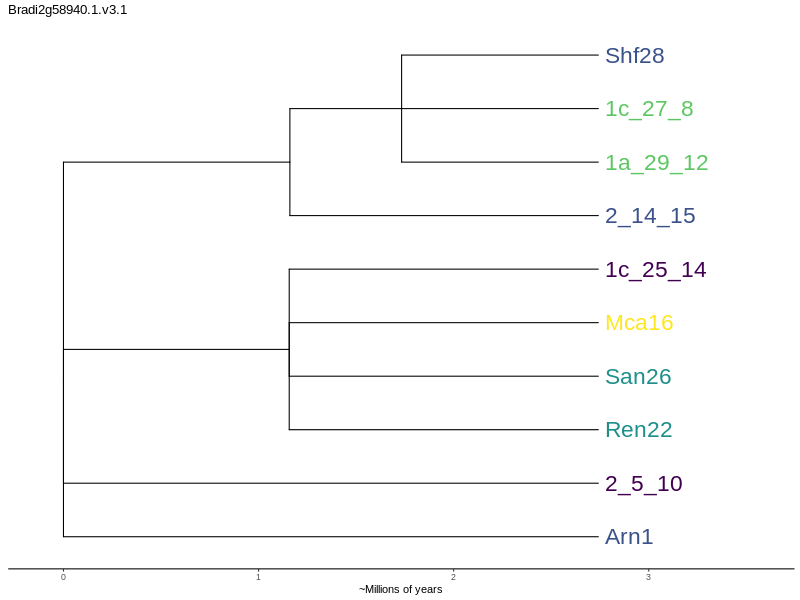 Bradi2g58940.1.v3.1
Shf28
1c_27_8
1a_29_12
2_14_15
1c_25_14
Mca16
San26
Ren22
2_5_10
Arn1
0 1 2 3
~Millions of years